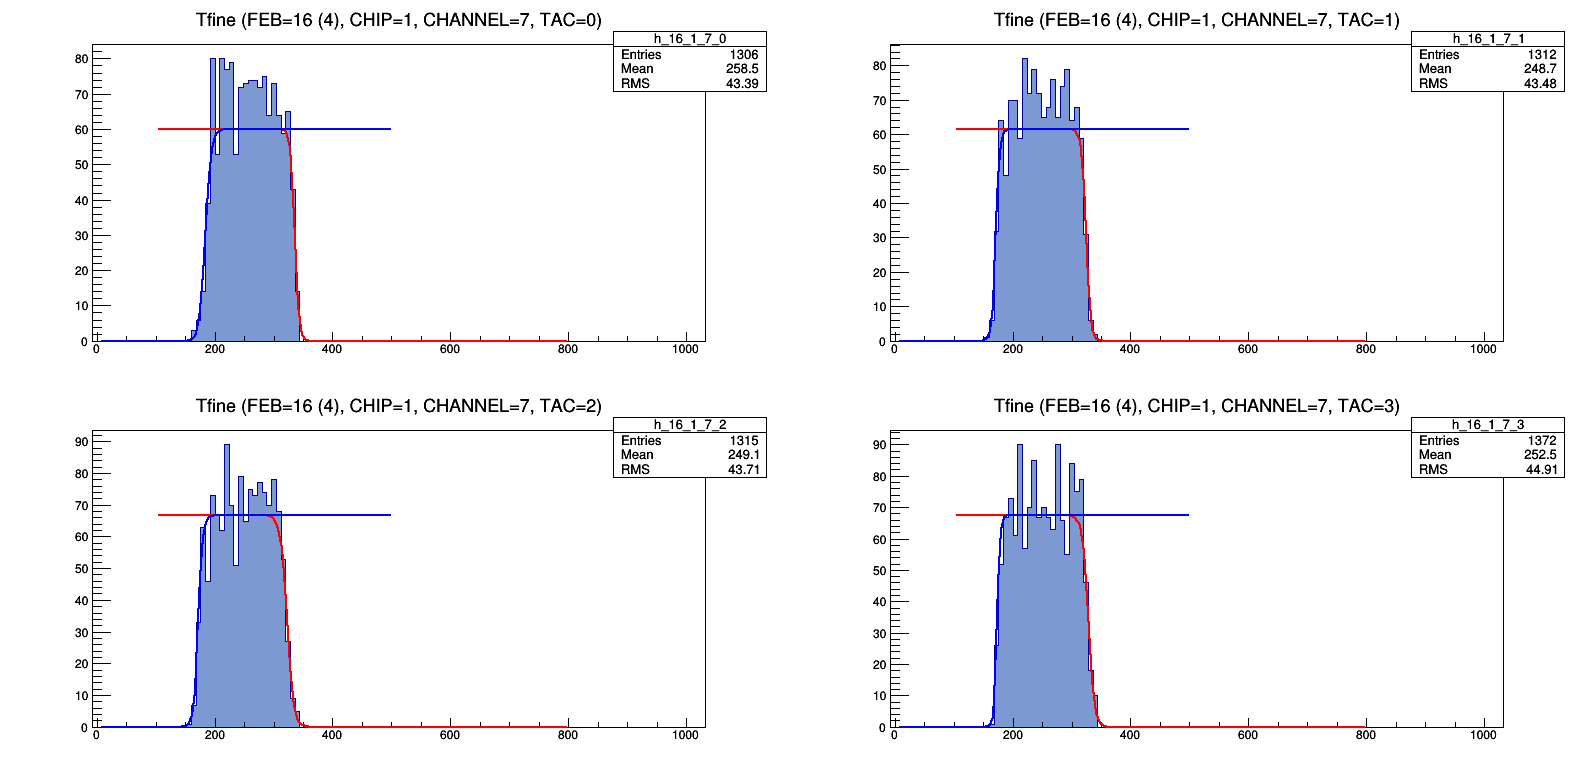 Tfine (FEB=16 (4), CHIP=1, CHANNEL=7, TAC=0)
h_16_1_7_0
Entries 1306
Mean 258.5
RMS 43.39
80
70
60
50
40
30
20
10
0
0 200 400 600 800 1000
Tfine (FEB=16 (4), CHIP=1, CHANNEL=7, TAC=1)
h_16_1_7_1
Entries 1312
Mean 248.7
RMS 43.48
80
70
60
50
40
30
20
10
0
0 200 400 600 800 1000
Tfine (FEB=16 (4), CHIP=1, CHANNEL=7, TAC=2)
h_16_1_7_2
Entries 1315
Mean 249.1
RMS 43.71
90
80
70
60
50
40
30
20
10
0
0 200 400 600 800 1000
Tfine (FEB=16 (4), CHIP=1, CHANNEL=7, TAC=3)
h_16_1_7_3
Entries 1372
Mean 252.5
RMS 44.91
90
80
70
60
50
40
30
20
10
0
0 200 400 600 800 1000